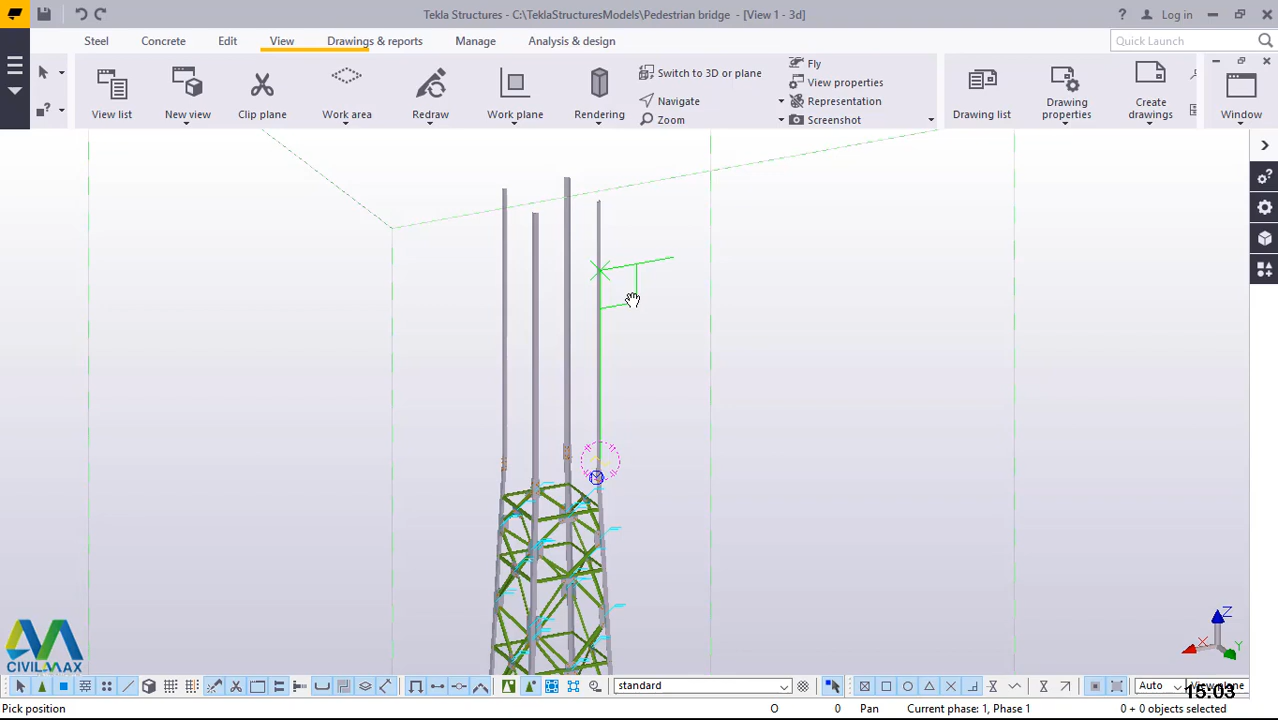 Tekla Structures - C:\TeklaStructuresModels\Pedestrian bridge - [View 1 - 3d]
Log in
Steel Concrete Edit View Drawings & reports Manage Analysis & design
Quick Launch
View list
New view
Clip plane
Work area
Redraw
Work plane
Rendering
Switch to 3D or plane
Navigate
Zoom
Fly
View properties
Representation
Screenshot
Drawing list
Drawing
properties
Create
drawings
Window
Z
X
Y
CIVILMAX
standard
Auto
View plane
15:03
Pick position
O
0
Pan
Current phase: 1, Phase 1
0 + 0 objects selected